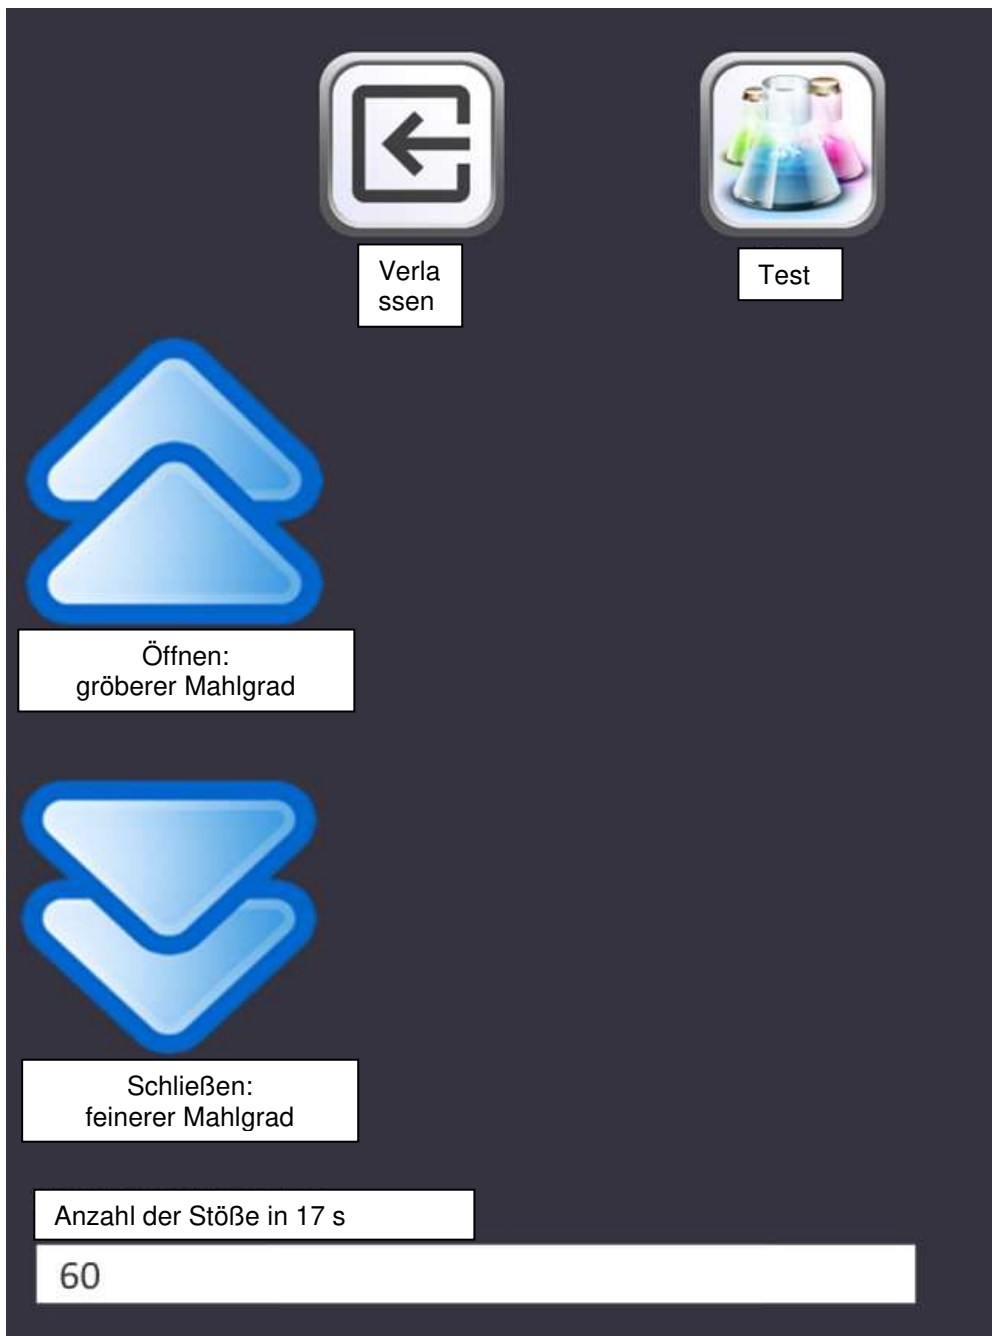 Verla
ssen
Test
Öffnen:
gröberer Mahlgrad
Schließen:
feinerer Mahlgrad
Anzahl der Stöße in 17 s
60